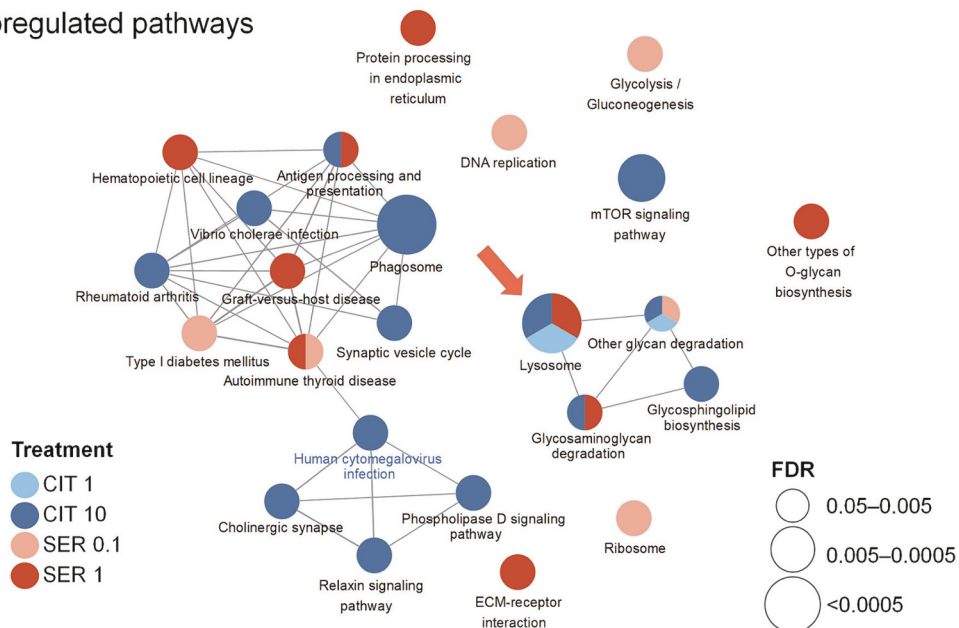 regulated pathways
Protein processing
in endoplasmic
reticulum
Glycolysis /
Gluconeogenesis
DNA replication
Hematopoietic cell lineage
Antigen processing and
presentation
mTOR signaling
pathway
Vibrio cholerae infection
Phagosome
Other types of
O-glycan
biosynthesis
Rheumatoid arthritis
Graft-versus-host disease
Type I diabetes mellitus
Synaptic vesicle cycle
Autoimmune thyroid disease
Lysosome
Other glycan degradation
Glycosphingolipid
biosynthesis
Glycosaminoglycan
degradation
Human cytomegalovirus
infection
Cholinergic synapse
Phospholipase D signaling
pathway
Relaxin signaling
pathway
Ribosome
ECM-receptor
interaction
Treatment
CIT 1
CIT 10
SER 0.1
SER 1
FDR
0.05–0.005
0.005–0.0005
<0.0005